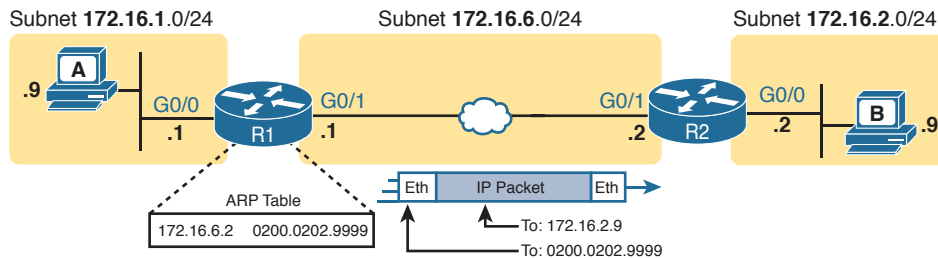 Subnet 172.16.1.0/24
Subnet 172.16.6.0/24
Subnet 172.16.2.0/24
A
.9
G0/0
.1
R1
G0/1
.1
G0/1
.2
R2
G0/0
.2
B
.9
ARP Table
172.16.6.2 0200.0202.9999
Eth IP Packet Eth
To: 172.16.2.9
To: 0200.0202.9999